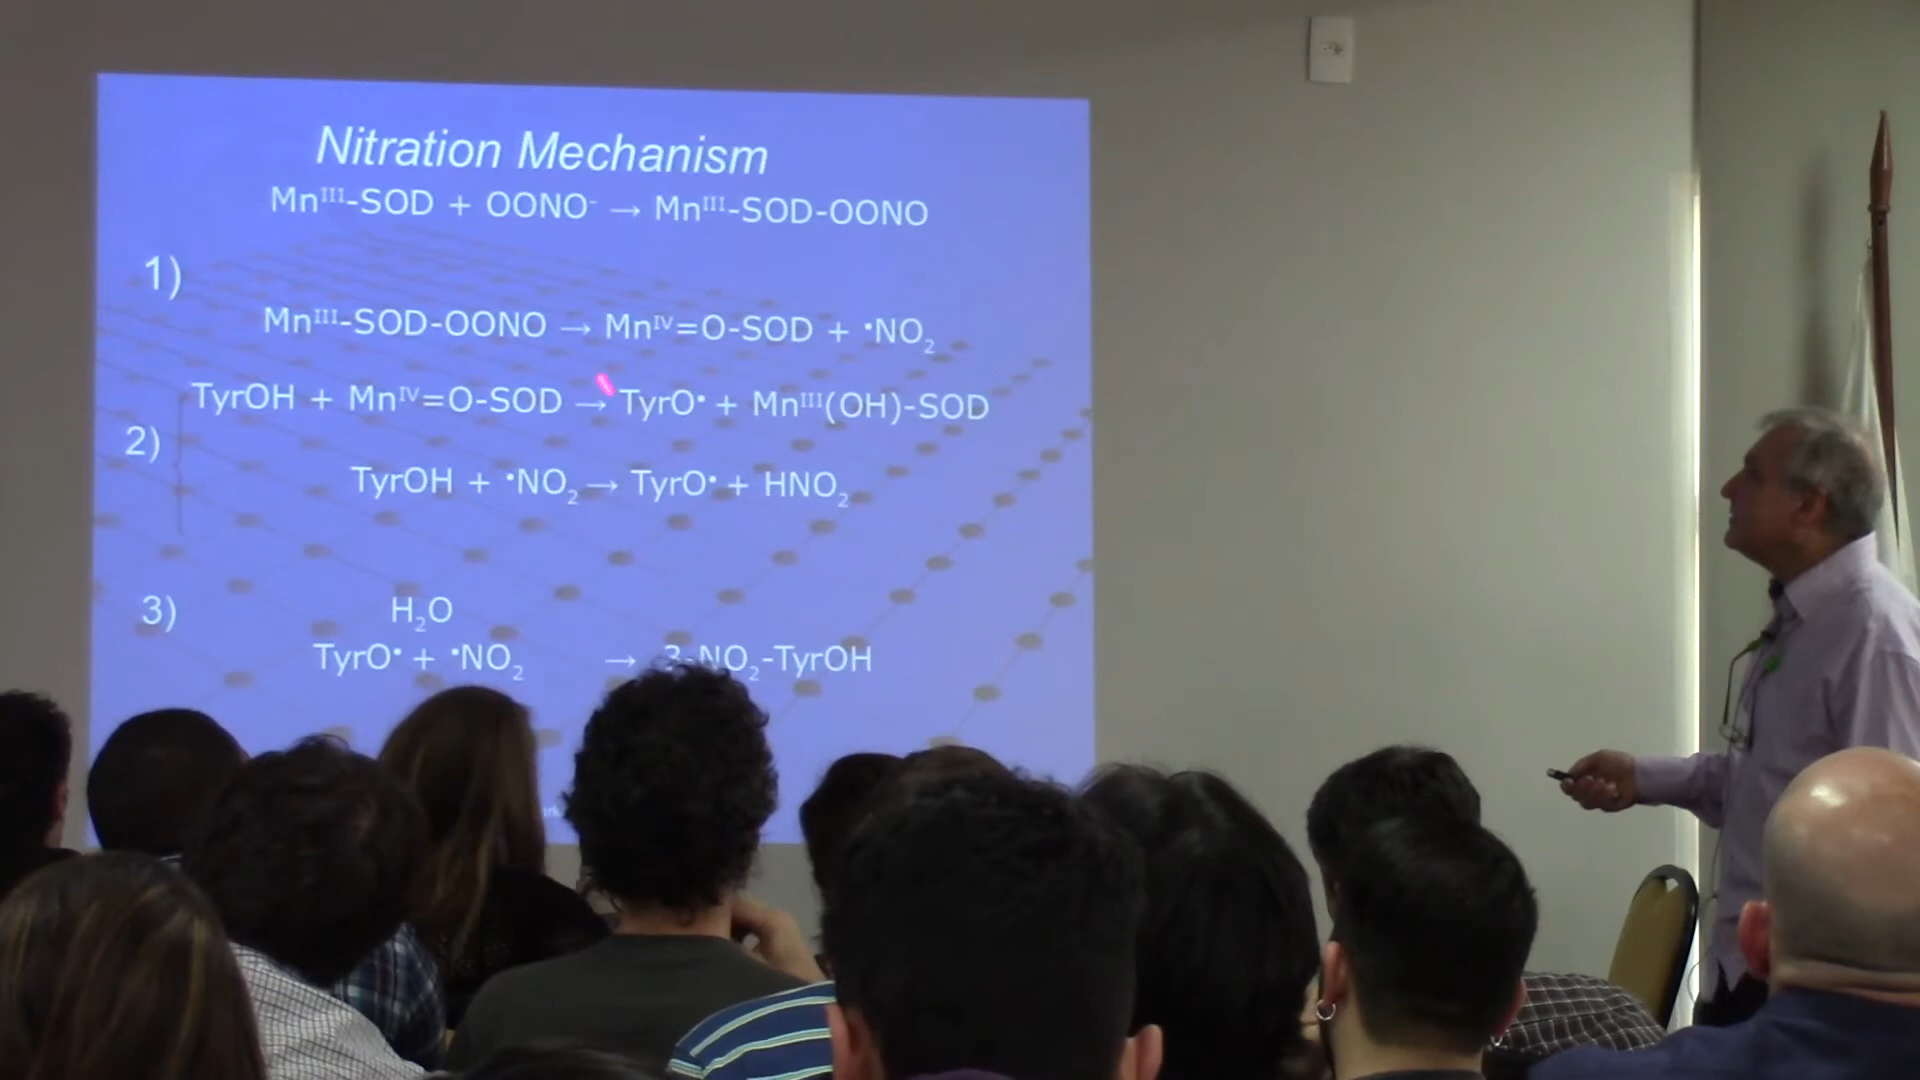 Nitration Mechanism
Mnᴵᴵᴵ-SOD + OONO⁻ → Mnᴵᴵᴵ-SOD-OONO
1)
Mnᴵᴵᴵ-SOD-OONO → Mnᴵⱽ=O-SOD + •NO₂
TyrOH + Mnᴵⱽ=O-SOD → TyrO• + Mnᴵᴵᴵ(OH)-SOD
2)
TyrOH + •NO₂ → TyrO• + HNO₂
3)
H₂O
TyrO• + •NO₂ → 3-NO₂-TyrOH